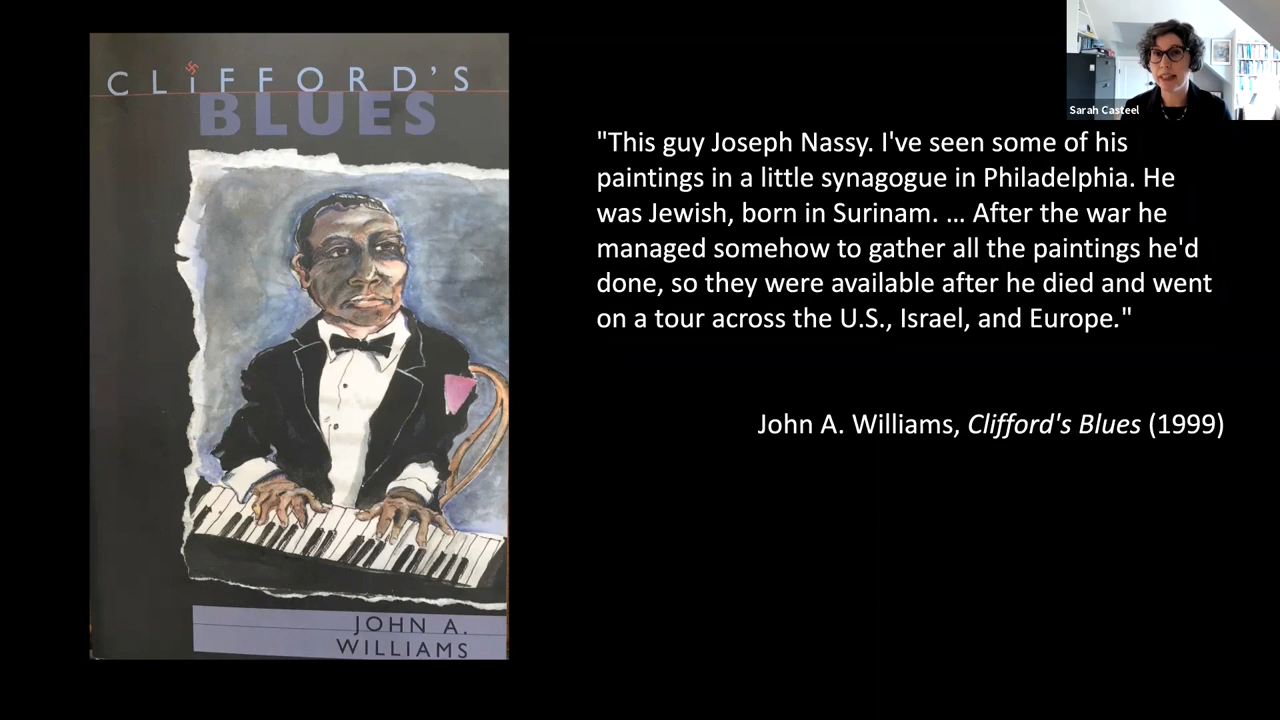 CLiFFORD'S
BLUES
JOHN A.
WILLIAMS
Sarah Casteel
"This guy Joseph Nassy. I've seen some of his
paintings in a little synagogue in Philadelphia. He
was Jewish, born in Surinam. … After the war he
managed somehow to gather all the paintings he'd
done, so they were available after he died and went
on a tour across the U.S., Israel, and Europe."
John A. Williams, Clifford's Blues (1999)